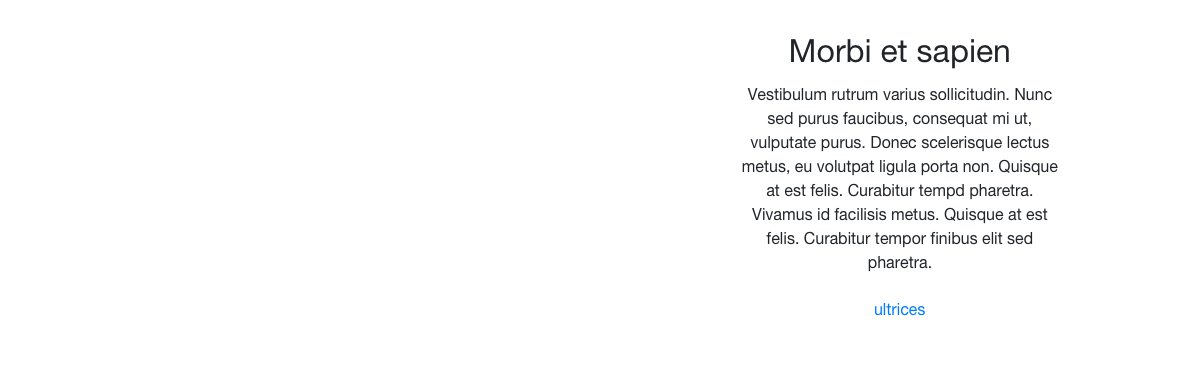 Morbi et sapien
Vestibulum rutrum varius sollicitudin. Nunc
sed purus faucibus, consequat mi ut,
vulputate purus. Donec scelerisque lectus
metus, eu volutpat ligula porta non. Quisque
at est felis. Curabitur tempd pharetra.
Vivamus id facilisis metus. Quisque at est
felis. Curabitur tempor finibus elit sed
pharetra.
ultrices